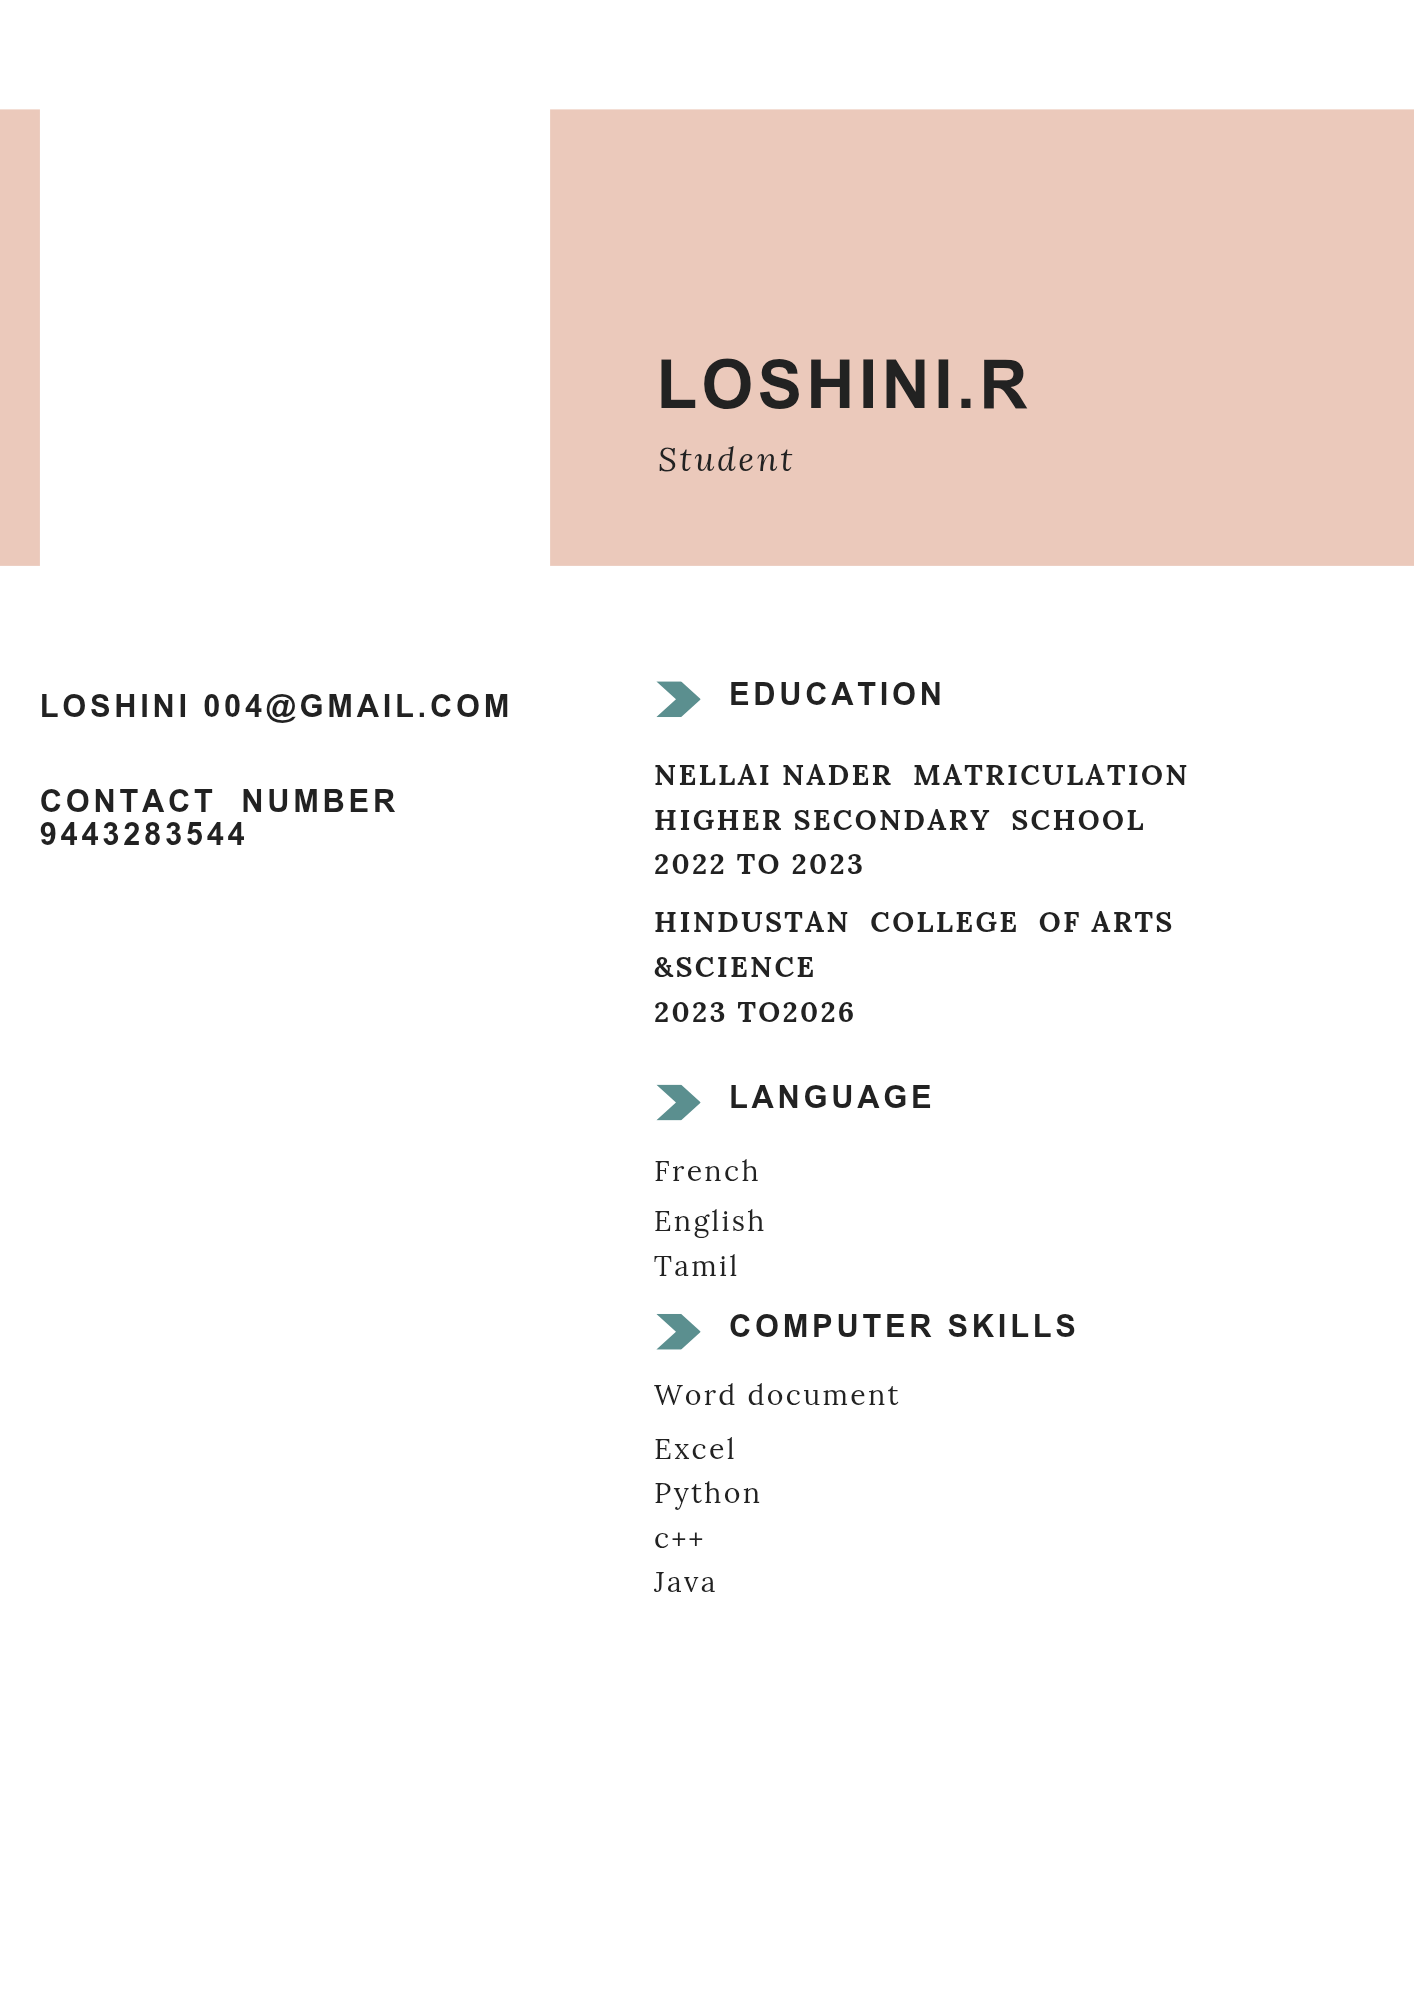 LOSHINI.R
Student
LOSHINI 004@GMAIL.COM
CONTACT  NUMBER
9443283544
EDUCATION
NELLAI NADER  MATRICULATION
HIGHER SECONDARY  SCHOOL
2022 TO 2023
HINDUSTAN  COLLEGE  OF ARTS
&SCIENCE
2023 TO2026
LANGUAGE
French
English
Tamil
COMPUTER SKILLS
Word document
Excel
Python
c++
Java